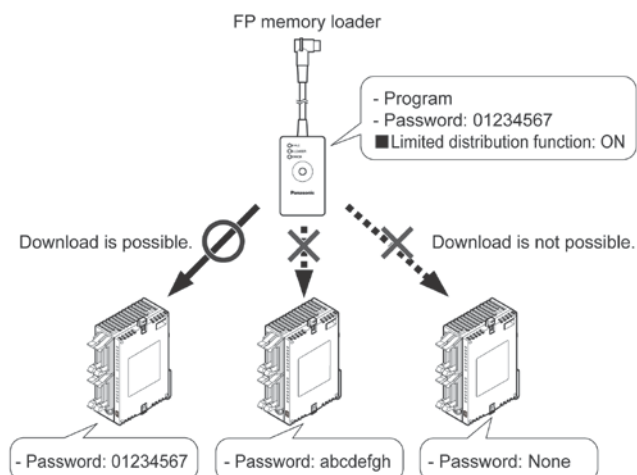 FP memory loader
- Program
- Password: 01234567
■Limited distribution function: ON
Panasonic
Download is possible.
Download is not possible.
- Password: 01234567
- Password: abcdefgh
- Password: None